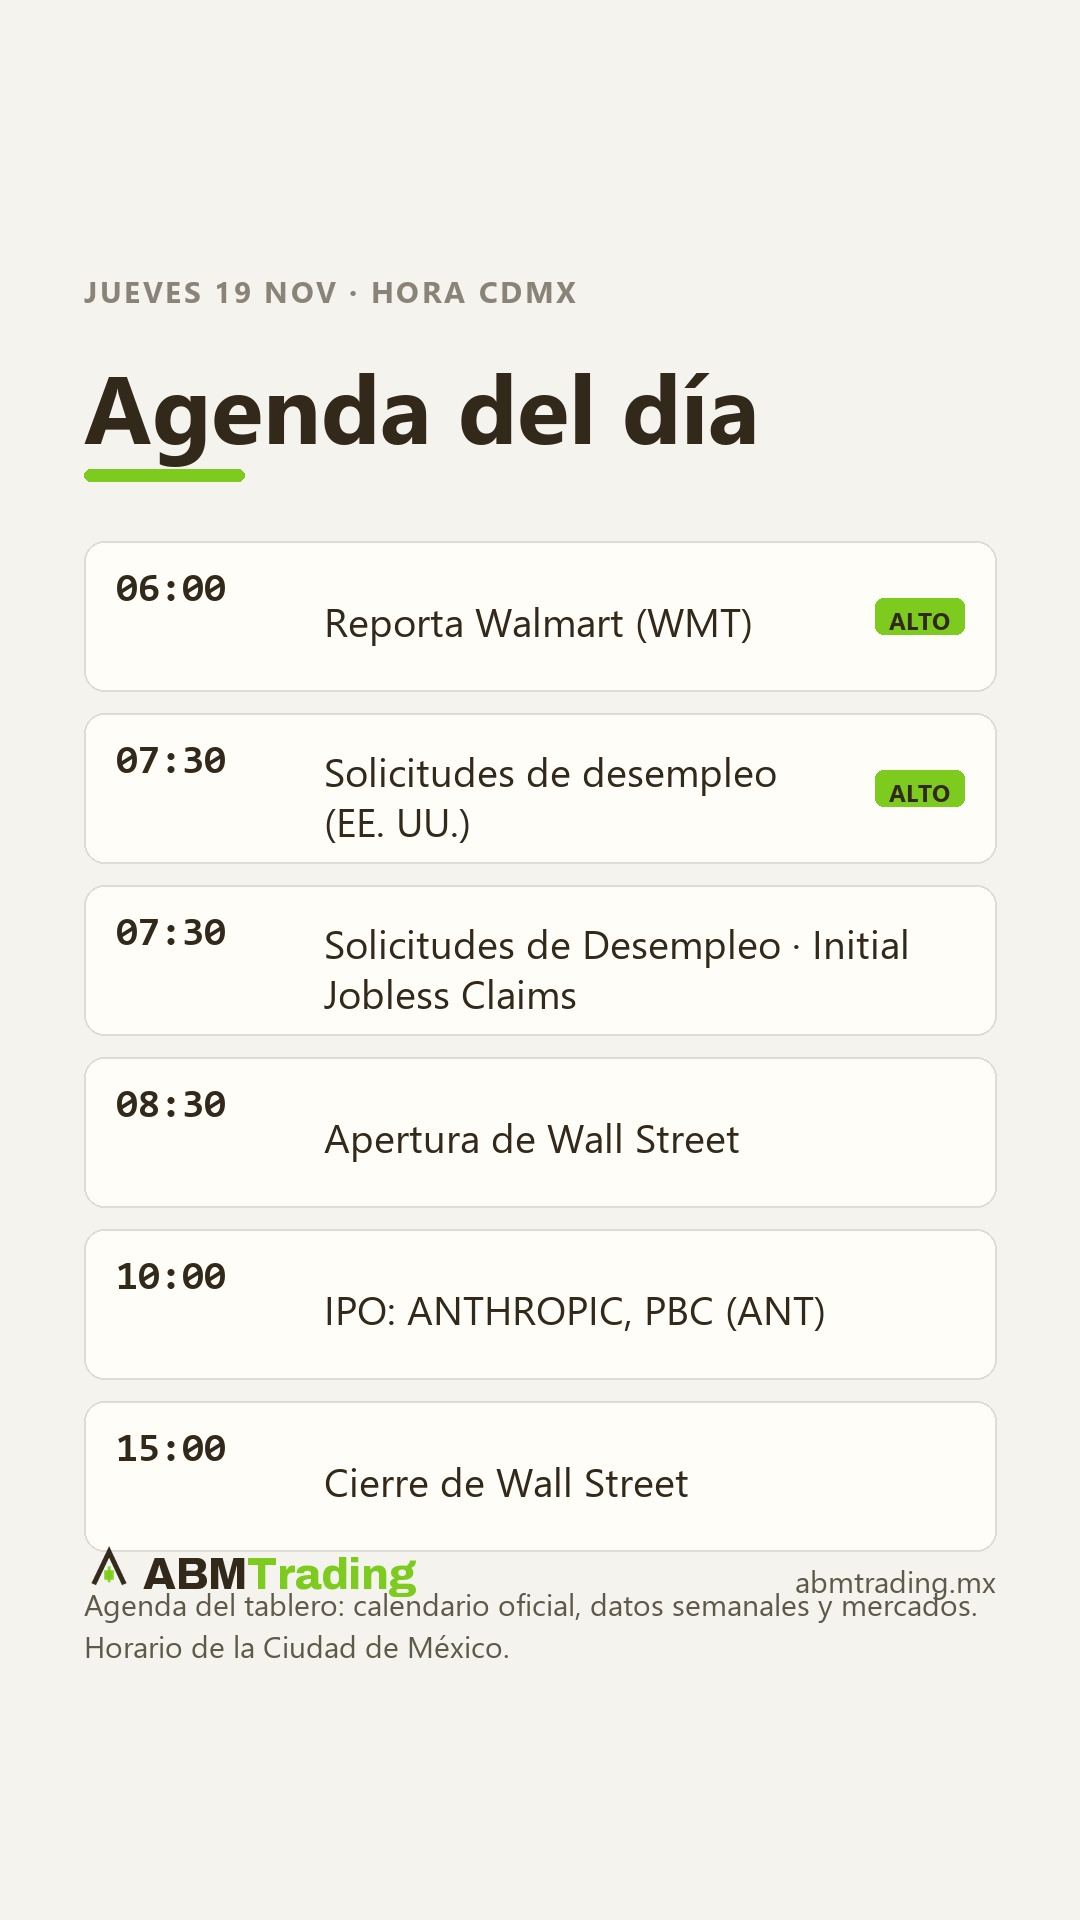 JUEVES 19 NOV · HORA CDMX
Agenda del día
06:00
Reporta Walmart (WMT)
ALTO
07:30
Solicitudes de desempleo
(EE. UU.)
ALTO
07:30
Solicitudes de Desempleo · Initial
Jobless Claims
08:30
Apertura de Wall Street
10:00
IPO: ANTHROPIC, PBC (ANT)
15:00
Cierre de Wall Street
ABMTrading
abmtrading.mx
Agenda del tablero: calendario oficial, datos semanales y mercados.
Horario de la Ciudad de México.